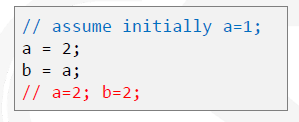 // assume initially a=1;
a = 2;
b = a;
// a=2; b=2;